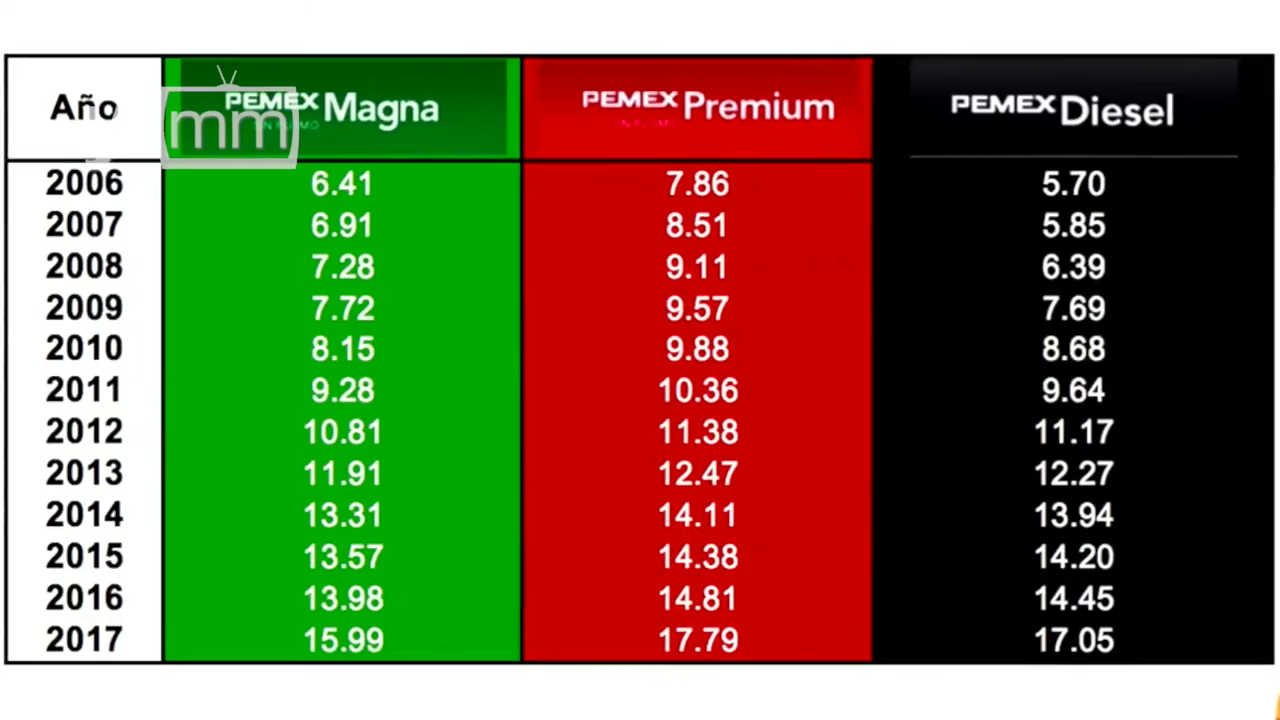 Año PEMEX Magna PEMEX Premium PEMEX Diesel
mm
2006 6.41 7.86 5.70
2007 6.91 8.51 5.85
2008 7.28 9.11 6.39
2009 7.72 9.57 7.69
2010 8.15 9.88 8.68
2011 9.28 10.36 9.64
2012 10.81 11.38 11.17
2013 11.91 12.47 12.27
2014 13.31 14.11 13.94
2015 13.57 14.38 14.20
2016 13.98 14.81 14.45
2017 15.99 17.79 17.05